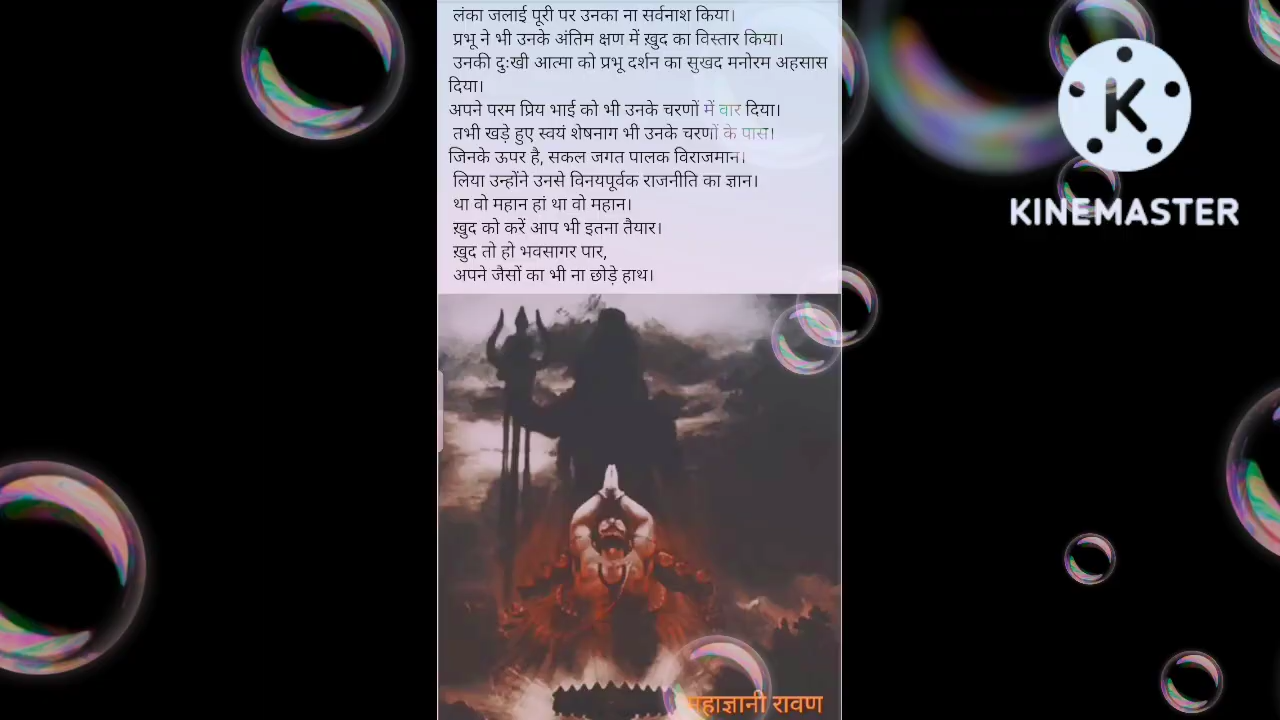 लंका जलाई पूरी पर उनका ना सर्वनाश किया।
प्रभू ने भी उनके अंतिम क्षण में ख़ुद का विस्तार किया।
उनकी दुःखी आत्मा को प्रभू दर्शन का सुखद मनोरम अहसास
दिया।
अपने परम प्रिय भाई को भी उनके चरणों में वार दिया।
तभी खड़े हुए स्वयं शेषनाग भी उनके चरणों के पास।
जिनके ऊपर है, सकल जगत पालक विराजमान।
लिया उन्होंने उनसे विनयपूर्वक राजनीति का ज्ञान।
था वो महान हां था वो महान।
ख़ुद को करें आप भी इतना तैयार।
ख़ुद तो हो भवसागर पार,
अपने जैसों का भी ना छोड़े हाथ।
K
KINEMASTER
महाज्ञानी रावण